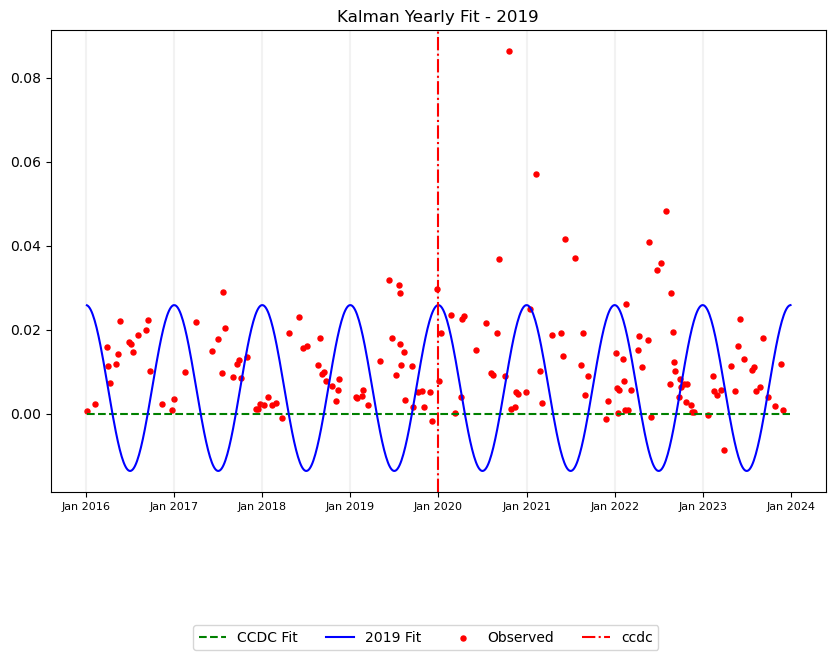 Kalman Yearly Fit - 2019
0.08
0.06
0.04
0.02
0.00
Jan 2016 Jan 2017 Jan 2018 Jan 2019 Jan 2020 Jan 2021 Jan 2022 Jan 2023 Jan 2024
CCDC Fit 2019 Fit Observed ccdc